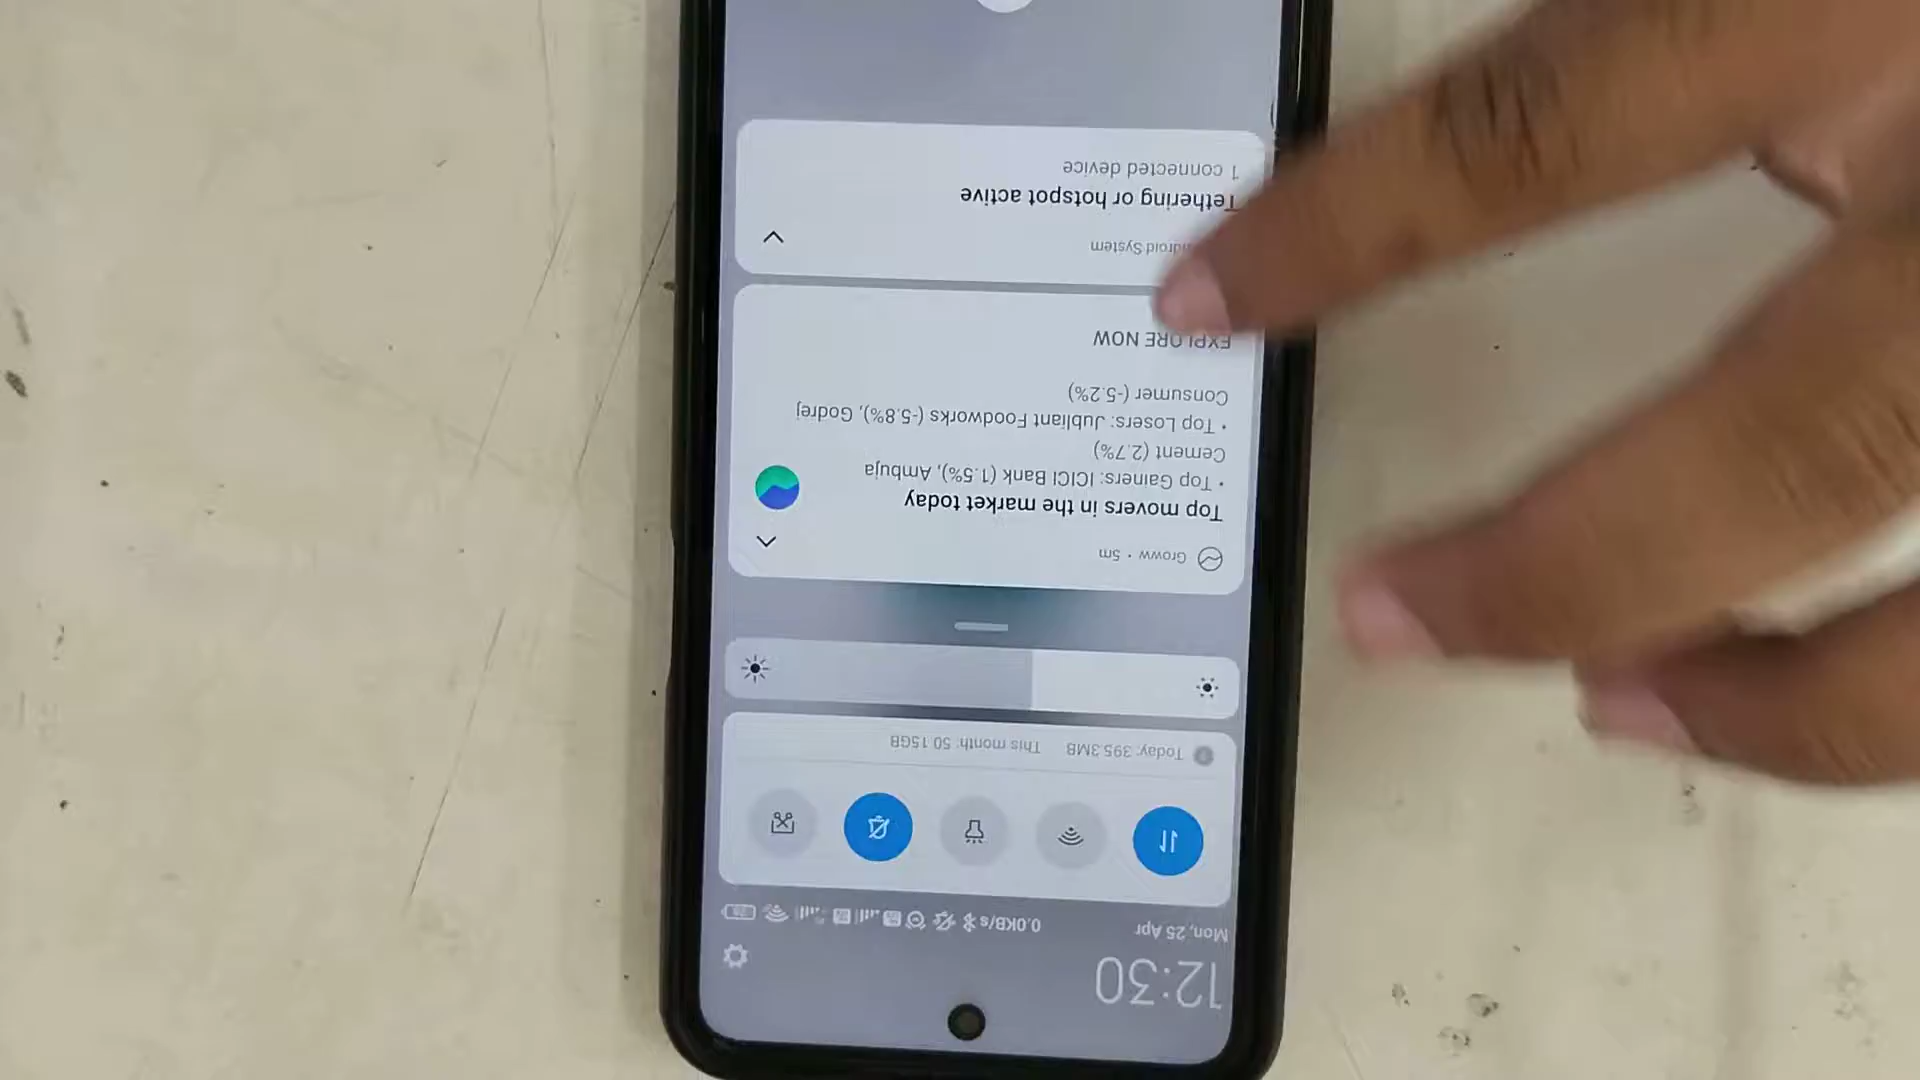 12:30
Mon, 25 Apr
0.0KB/s
Today: 395.3MB This month: 50.15GB
Groww • 5m
Top movers in the market today
• Top Gainers: ICICI Bank (1.5%), Ambuja
Cement (2.7%)
• Top Losers: Jubliant Foodworks (-5.8%), Godrej
Consumer (-5.2%)
EXPLORE NOW
Android System
Tethering or hotspot active
1 connected device